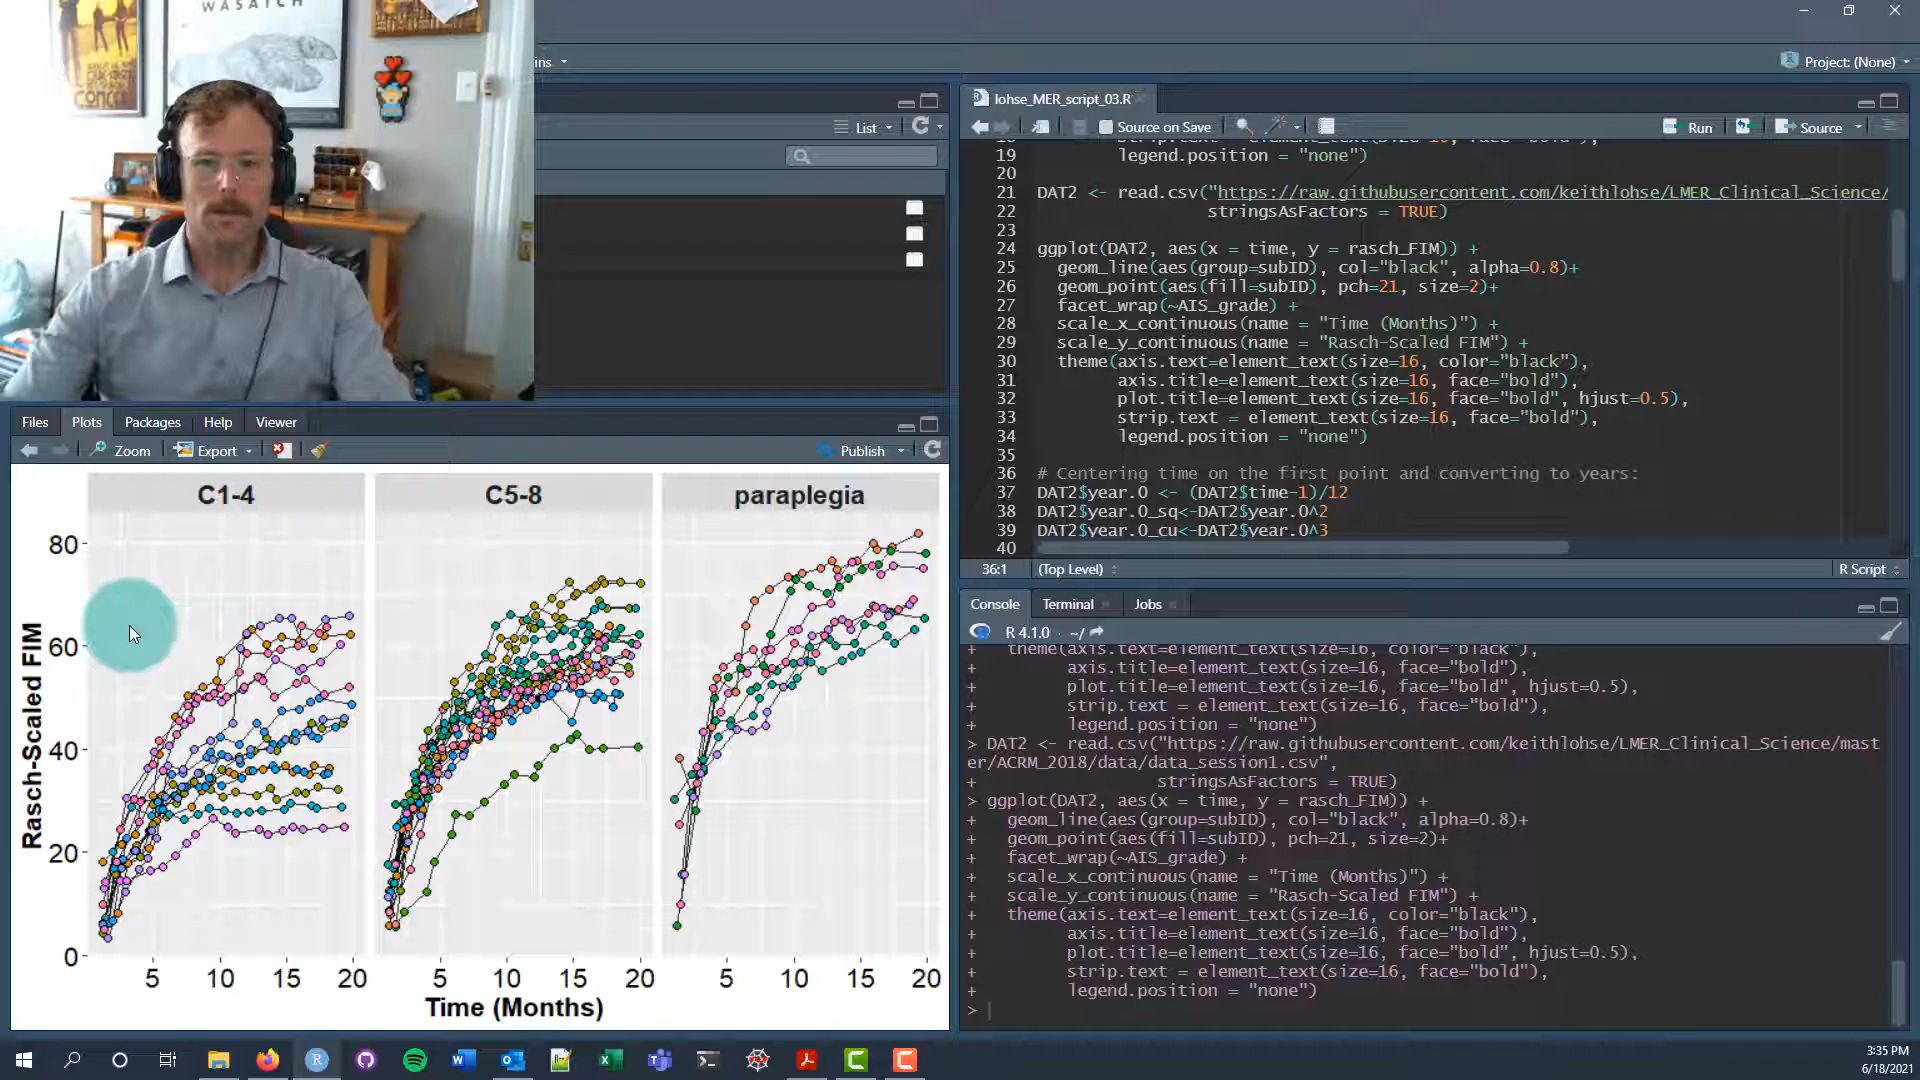 WASATCH
CONCOCT
ins
Project: (None)
List
lohse_MER_script_03.R
Source on Save
Run
Source
19 legend.position = "none")
20
21 DAT2 <- read.csv("https://raw.githubusercontent.com/keithlohse/LMER_Clinical_Science/
22 stringsAsFactors = TRUE)
23
24 ggplot(DAT2, aes(x = time, y = rasch_FIM)) +
25 geom_line(aes(group=subID), col="black", alpha=0.8)+
26 geom_point(aes(fill=subID), pch=21, size=2)+
27 facet_wrap(~AIS_grade) +
28 scale_x_continuous(name = "Time (Months)") +
29 scale_y_continuous(name = "Rasch-Scaled FIM") +
30 theme(axis.text=element_text(size=16, color="black"),
31 axis.title=element_text(size=16, face="bold"),
32 plot.title=element_text(size=16, face="bold", hjust=0.5),
33 strip.text = element_text(size=16, face="bold"),
34 legend.position = "none")
35
36 # Centering time on the first point and converting to years:
37 DAT2$year.0 <- (DAT2$time-1)/12
38 DAT2$year.0_sq<-DAT2$year.0^2
39 DAT2$year.0_cu<-DAT2$year.0^3
40
36:1 (Top Level) R Script
Files Plots Packages Help Viewer
Zoom Export Publish
C1-4 C5-8 paraplegia
Rasch-Scaled FIM
80
60
40
20
0
5 10 15 20 5 10 15 20 5 10 15 20
Time (Months)
Console Terminal Jobs
R 4.1.0 · ~/
+ theme(axis.text=element_text(size=16, color="black"),
+ axis.title=element_text(size=16, face="bold"),
+ plot.title=element_text(size=16, face="bold", hjust=0.5),
+ strip.text = element_text(size=16, face="bold"),
+ legend.position = "none")
> DAT2 <- read.csv("https://raw.githubusercontent.com/keithlohse/LMER_Clinical_Science/mast
er/ACRM_2018/data/data_session1.csv",
+ stringsAsFactors = TRUE)
> ggplot(DAT2, aes(x = time, y = rasch_FIM)) +
+ geom_line(aes(group=subID), col="black", alpha=0.8)+
+ geom_point(aes(fill=subID), pch=21, size=2)+
+ facet_wrap(~AIS_grade) +
+ scale_x_continuous(name = "Time (Months)") +
+ scale_y_continuous(name = "Rasch-Scaled FIM") +
+ theme(axis.text=element_text(size=16, color="black"),
+ axis.title=element_text(size=16, face="bold"),
+ plot.title=element_text(size=16, face="bold", hjust=0.5),
+ strip.text = element_text(size=16, face="bold"),
+ legend.position = "none")
>
3:35 PM
6/18/2021